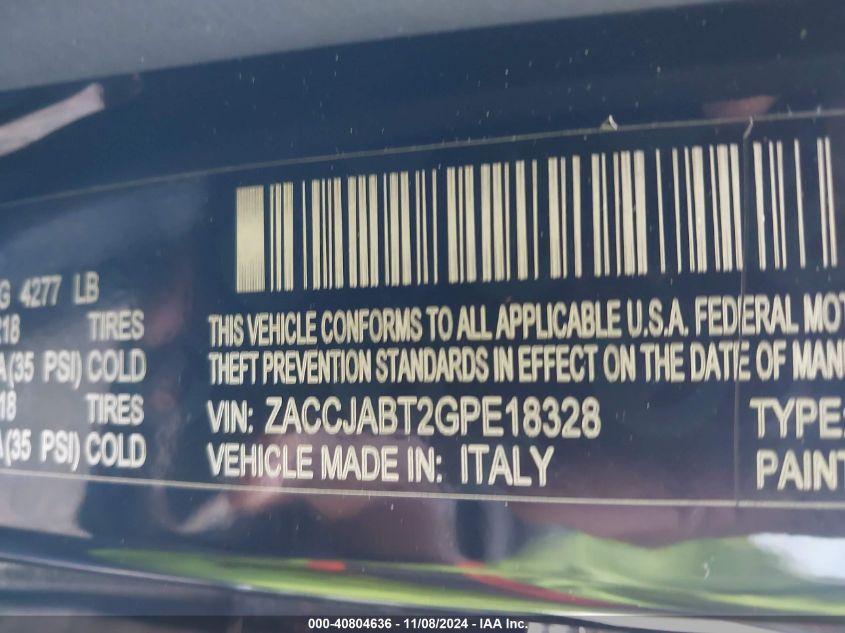 G 4277 LB
218 TIRES
A(35 PSI) COLD
18 TIRES
A(35 PSI) COLD
THIS VEHICLE CONFORMS TO ALL APPLICABLE U.S.A. FEDERAL MOT
THEFT PREVENTION STANDARDS IN EFFECT ON THE DATE OF MAN
VIN: ZACCJABT2GPE18328 TYPE:
VEHICLE MADE IN: ITALY PAINT
000-40804636 - 11/08/2024 - IAA Inc.